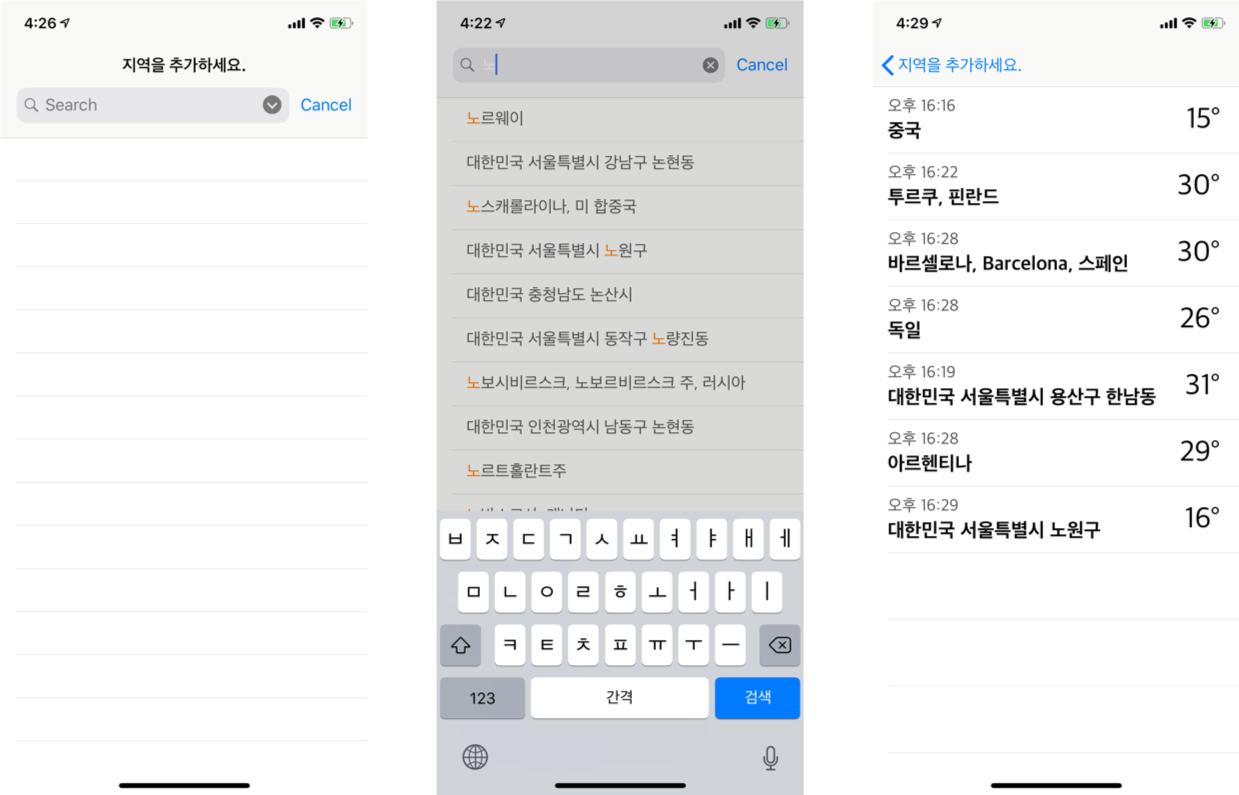 4:26
지역을 추가하세요.
Search
Cancel
4:22
노
Cancel
노르웨이
대한민국 서울특별시 강남구 논현동
노스캐롤라이나, 미 합중국
대한민국 서울특별시 노원구
대한민국 충청남도 논산시
대한민국 서울특별시 동작구 노량진동
노보시비르스크, 노보르비르스크 주, 러시아
대한민국 인천광역시 남동구 논현동
노르트홀란트주
ㅂ ㅈ ㄷ ㄱ ㅅ ㅛ ㅕ ㅑ ㅐ ㅔ
ㅁ ㄴ ㅇ ㄹ ㅎ ㅗ ㅓ ㅏ ㅣ
ㅋ ㅌ ㅊ ㅍ ㅠ ㅜ ㅡ
123 간격 검색
4:29
지역을 추가하세요.
오후 16:16
중국
15°
오후 16:22
투르쿠, 핀란드
30°
오후 16:28
바르셀로나, Barcelona, 스페인
30°
오후 16:28
독일
26°
오후 16:19
대한민국 서울특별시 용산구 한남동
31°
오후 16:28
아르헨티나
29°
오후 16:29
대한민국 서울특별시 노원구
16°